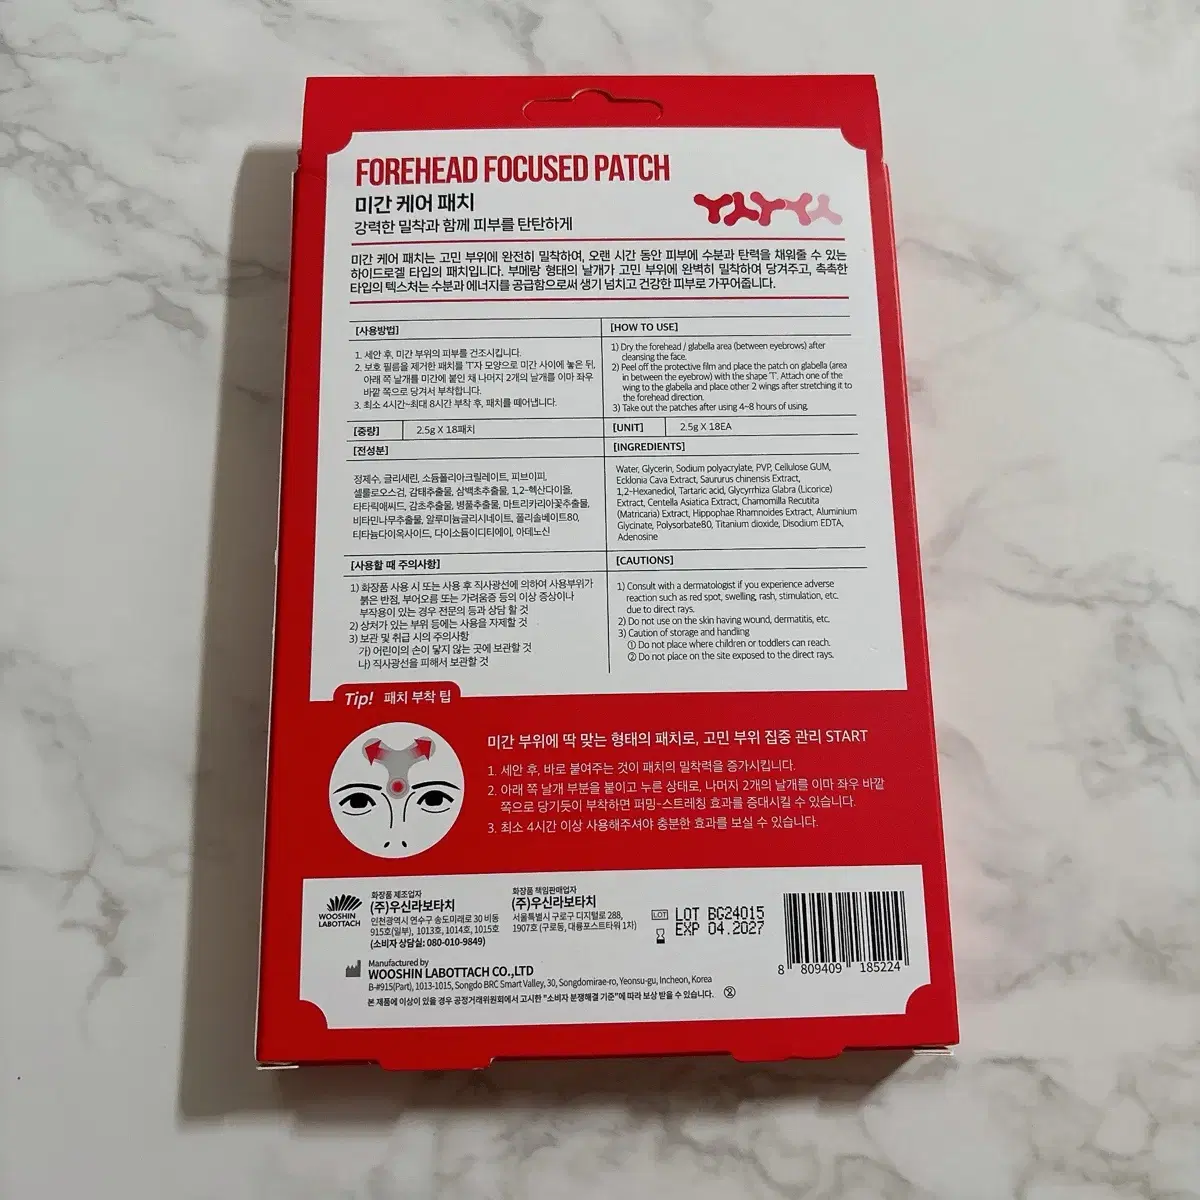 FOREHEAD FOCUSED PATCH
미간 케어 패치
강력한 밀착과 함께 피부를 탄탄하게
미간 케어 패치는 고민 부위에 완전히 밀착하여, 오랜 시간 동안 피부에 수분과 탄력을 채워줄 수 있는
하이드로겔 타입의 패치입니다. 부메랑 형태의 날개가 고민 부위에 완벽히 밀착하여 당겨주고, 촉촉한
타입의 텍스처는 수분과 에너지를 공급함으로써 생기 넘치고 건강한 피부로 가꾸어줍니다.
[사용방법]
1. 세안 후, 미간 부위의 피부를 건조시킵니다.
2. 보호 필름을 제거한 패치를 'T'자 모양으로 미간 사이에 놓은 뒤,
아래 쪽 날개를 미간에 붙인 채 나머지 2개의 날개를 이마 좌우
바깥 쪽으로 당겨서 부착합니다.
3. 최소 4시간~최대 8시간 부착 후, 패치를 떼어냅니다.
[HOW TO USE]
1) Dry the forehead / glabella area (between eyebrows) after
cleansing the face.
2) Peel off the protective film and place the patch on glabella (area
in between the eyebrow) with the shape 'T'. Attach one of the
wing to the glabella and place other 2 wings after stretching it to
the forehead direction.
3) Take out the patches after using 4~8 hours of using.
[중량] 2.5g X 18패치
[UNIT] 2.5g X 18EA
[전성분]
정제수, 글리세린, 소듐폴리아크릴레이트, 피브이피,
셀룰로오스검, 감태추출물, 삼백초추출물, 1,2-헥산다이올,
타타릭애씨드, 감초추출물, 병풀추출물, 마트리카리아꽃추출물,
비타민나무추출물, 알루미늄글리시네이트, 폴리솔베이트80,
티타늄다이옥사이드, 다이소듐이디티에이, 아데노신
[INGREDIENTS]
Water, Glycerin, Sodium polyacrylate, PVP, Cellulose GUM,
Ecklonia Cava Extract, Saururus chinensis Extract,
1,2-Hexanediol, Tartaric acid, Glycyrrhiza Glabra (Licorice)
Extract, Centella Asiatica Extract, Chamomilla Recutita
(Matricaria) Extract, Hippophae Rhamnoides Extract, Aluminium
Glycinate, Polysorbate80, Titanium dioxide, Disodium EDTA,
Adenosine
[사용할 때 주의사항]
1) 화장품 사용 시 또는 사용 후 직사광선에 의하여 사용부위가
붉은 반점, 부어오름 또는 가려움증 등의 이상 증상이나
부작용이 있는 경우 전문의 등과 상담 할 것
2) 상처가 있는 부위 등에는 사용을 자제할 것
3) 보관 및 취급 시의 주의사항
가) 어린이의 손이 닿지 않는 곳에 보관할 것
나) 직사광선을 피해서 보관할 것
[CAUTIONS]
1) Consult with a dermatologist if you experience adverse
reaction such as red spot, swelling, rash, stimulation, etc.
due to direct rays.
2) Do not use on the skin having wound, dermatitis, etc.
3) Caution of storage and handling
① Do not place where children or toddlers can reach.
② Do not place on the site exposed to the direct rays.
Tip! 패치 부착 팁
미간 부위에 딱 맞는 형태의 패치로, 고민 부위 집중 관리 START
1. 세안 후, 바로 붙여주는 것이 패치의 밀착력을 증가시킵니다.
2. 아래 쪽 날개 부분을 붙이고 누른 상태로, 나머지 2개의 날개를 이마 좌우 바깥
쪽으로 당기듯이 부착하면 퍼밍-스트레칭 효과를 증대시킬 수 있습니다.
3. 최소 4시간 이상 사용해주셔야 충분한 효과를 보실 수 있습니다.
WOOSHIN
LABOTTACH
화장품 제조업자
(주)우신라보타치
인천광역시 연수구 송도미래로 30 비동
915호(일부), 1013호, 1014호, 1015호
(소비자 상담실: 080-010-9849)
화장품 책임판매업자
(주)우신라보타치
서울특별시 구로구 디지털로 288,
1907호 (구로동, 대륭포스트타워 1차)
LOT LOT BG24015
EXP 04.2027
8 809409 185224
Manufactured by
WOOSHIN LABOTTACH CO.,LTD
B-#915(Part), 1013-1015, Songdo BRC Smart Valley, 30, Songdomirae-ro, Yeonsu-gu, Incheon, Korea
본 제품에 이상이 있을 경우 공정거래위원회에서 고시한 "소비자 분쟁해결 기준"에 따라 보상 받을 수 있습니다.